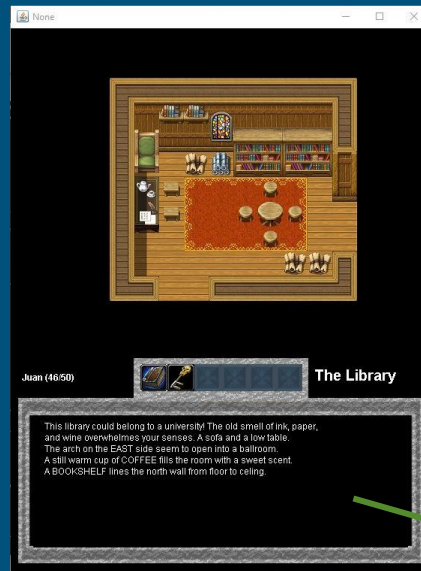 None
Juan (46/50)
The Library
This library could belong to a university! The old smell of ink, paper,
and wine overwhelmes your senses. A sofa and a low table.
The arch on the EAST side seem to open into a ballroom.
A still warm cup of COFFEE fills the room with a sweet scent.
A BOOKSHELF lines the north wall from floor to celing.